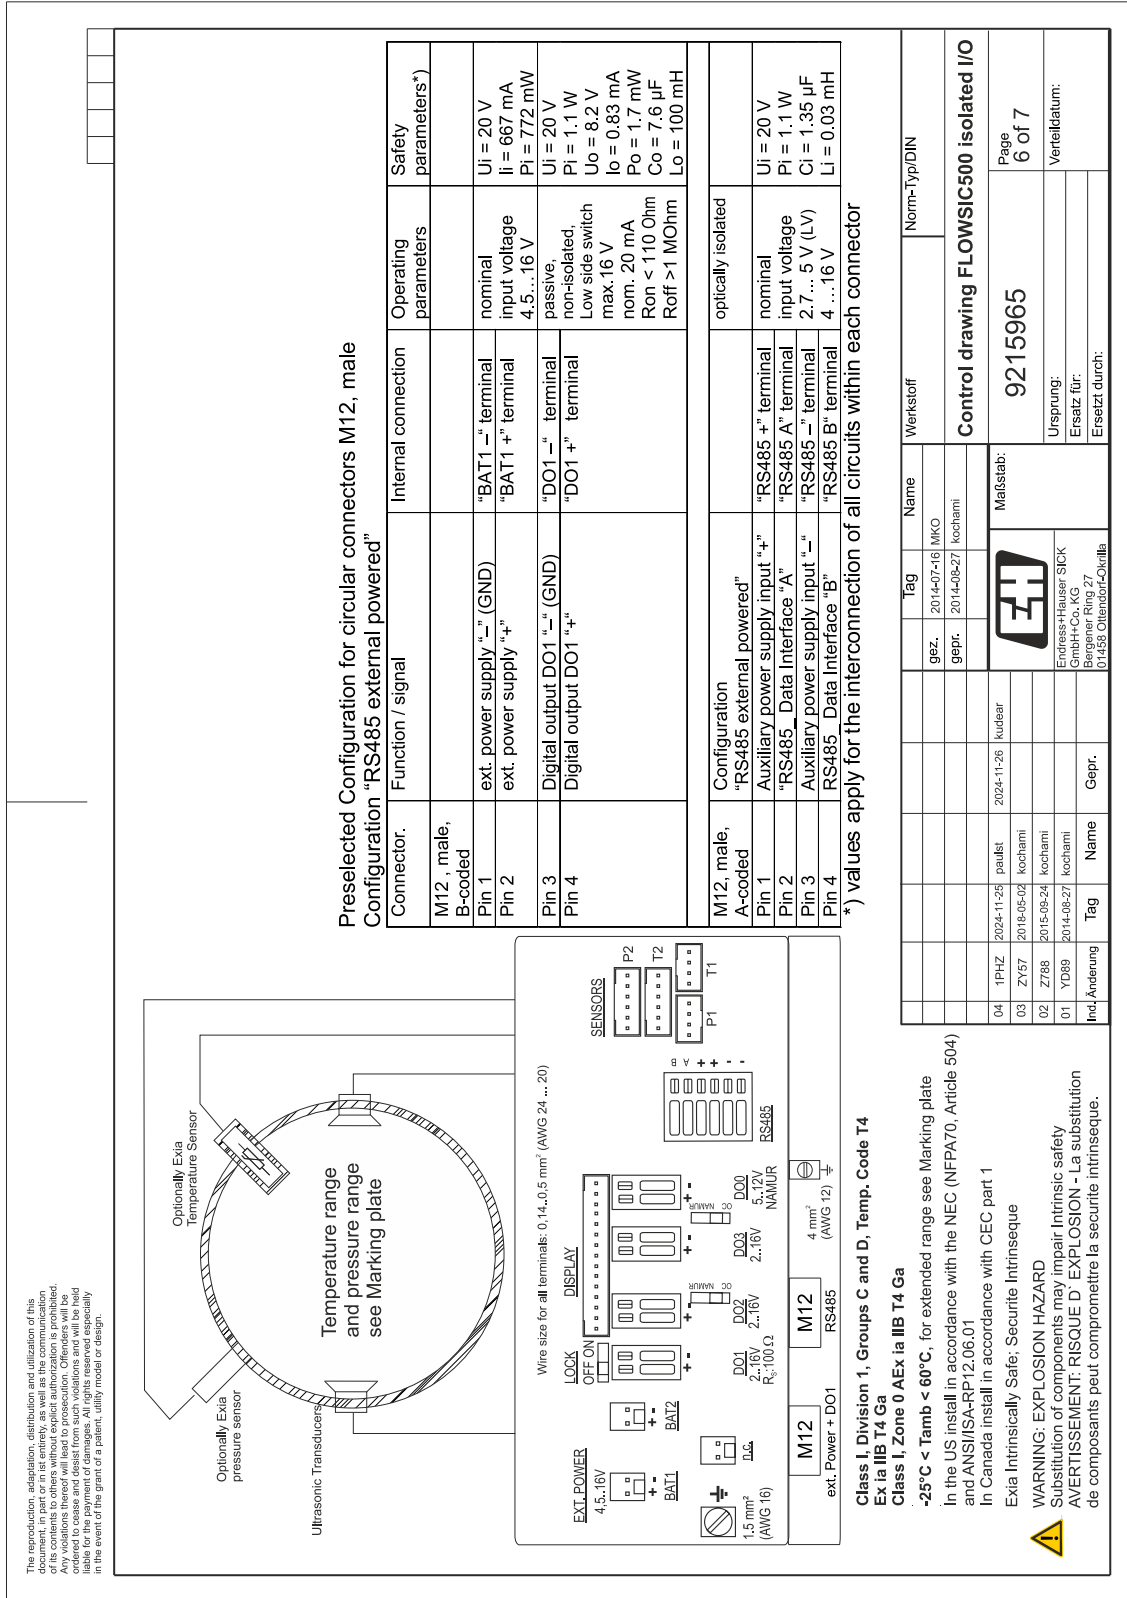 The reproduction, adaptation, distribution and utilization of this
document, in part or in ist entirety, as well as the communication
of its contents to others without explicit authorization is prohibited.
Any violations thereof will lead to prosecution. Offenders will be
ordered to cease and desist from such violations and will be held
liable for the payment of damages. All rights reserved especially
in the event of the grant of a patent, utility model or design.
Optionally Exia
Temperature Sensor
Optionally Exia
pressure sensor
Temperature range
and pressure range
see Marking plate
Ultrasonic Transducers
Wire size for all terminals: 0,14..0,5 mm² (AWG 24 ... 20)
SENSORS
P2
T2
P1
T1
EXT. POWER
4,5..16V
+ -
BAT1
+ -
BAT2
LOCK
OFF ON
DISPLAY
+ -
DO1
2..16V
Rs:100 Ω
+ -
DO2
2..16V
OC NAMUR
+ -
DO3
2..16V
OC NAMUR
+ -
DO0
5..12V
NAMUR
B A + + - -
RS485
n.c.
1.5 mm²
(AWG 16)
M12
ext. Power + DO1
M12
RS485
4 mm²
(AWG 12)
Preselected Configuration for circular connectors M12, male
Configuration “RS485 external powered”
Connector. Function / signal Internal connection Operating parameters Safety parameters*)
M12 , male,
B-coded
Pin 1 ext. power supply “–” (GND) “BAT1 –“ terminal nominal Ui = 20 V
Pin 2 ext. power supply “+” “BAT1 +” terminal input voltage Ii = 667 mA
4.5…16 V Pi = 772 mW
Pin 3 Digital output DO1 “–“ (GND) “DO1 –“ terminal passive, Ui = 20 V
Pin 4 Digital output DO1 “+“ “DO1 +” terminal non-isolated, Pi = 1.1 W
Low side switch Uo = 8.2 V
max.16 V Io = 0.83 mA
nom. 20 mA Po = 1.7 mW
Ron < 110 Ohm Co = 7.6 µF
Roff >1 MOhm Lo = 100 mH
M12, male, Configuration optically isolated
A-coded “RS485 external powered”
Pin 1 Auxiliary power supply input “+” “RS485 +” terminal nominal Ui = 20 V
Pin 2 “RS485_ Data Interface “A” “RS485 A” terminal input voltage Pi = 1.1 W
Pin 3 Auxiliary power supply input “–“ “RS485 –” terminal 2.7... 5 V (LV) Ci = 1.35 µF
Pin 4 RS485_ Data Interface “B” “RS485 B“ terminal 4 …16 V Li = 0.03 mH
*) values apply for the interconnection of all circuits within each connector
Class I, Division 1, Groups C and D, Temp. Code T4
Ex ia IIB T4 Ga
Class I, Zone 0 AEx ia IIB T4 Ga
-25°C < Tamb < 60°C, for extended range see Marking plate
In the US install in accordance with the NEC (NFPA70, Article 504)
and ANSI/ISA-RP12.06.01
In Canada install in accordance with CEC part 1
Exia Intrinsically Safe; Securite Intrinseque
WARNING: EXPLOSION HAZARD
Substitution of components may impair Intrinsic safety
AVERTISSEMENT: RISQUE D` EXPLOSION - La substitution
de composants peut compromettre la securite intrinseque.
04 1PHZ 2024-11-25 paulst 2024-11-26 kudear
03 ZY57 2018-05-02 kochami
02 Z788 2015-09-24 kochami
01 YD89 2014-08-27 kochami
Ind. Änderung Tag Name Gepr.
Tag Name
gez. 2014-07-16 MKO
gepr. 2014-08-27 kochami
Endress+Hauser SICK
GmbH+Co. KG
Bergener Ring 27
01458 Ottendorf-Okrilla
Maßstab:
Werkstoff
Norm-Typ/DIN
Control drawing FLOWSIC500 isolated I/O
9215965
Page
6 of 7
Ursprung:
Ersatz für:
Ersetzt durch:
Verteildatum: